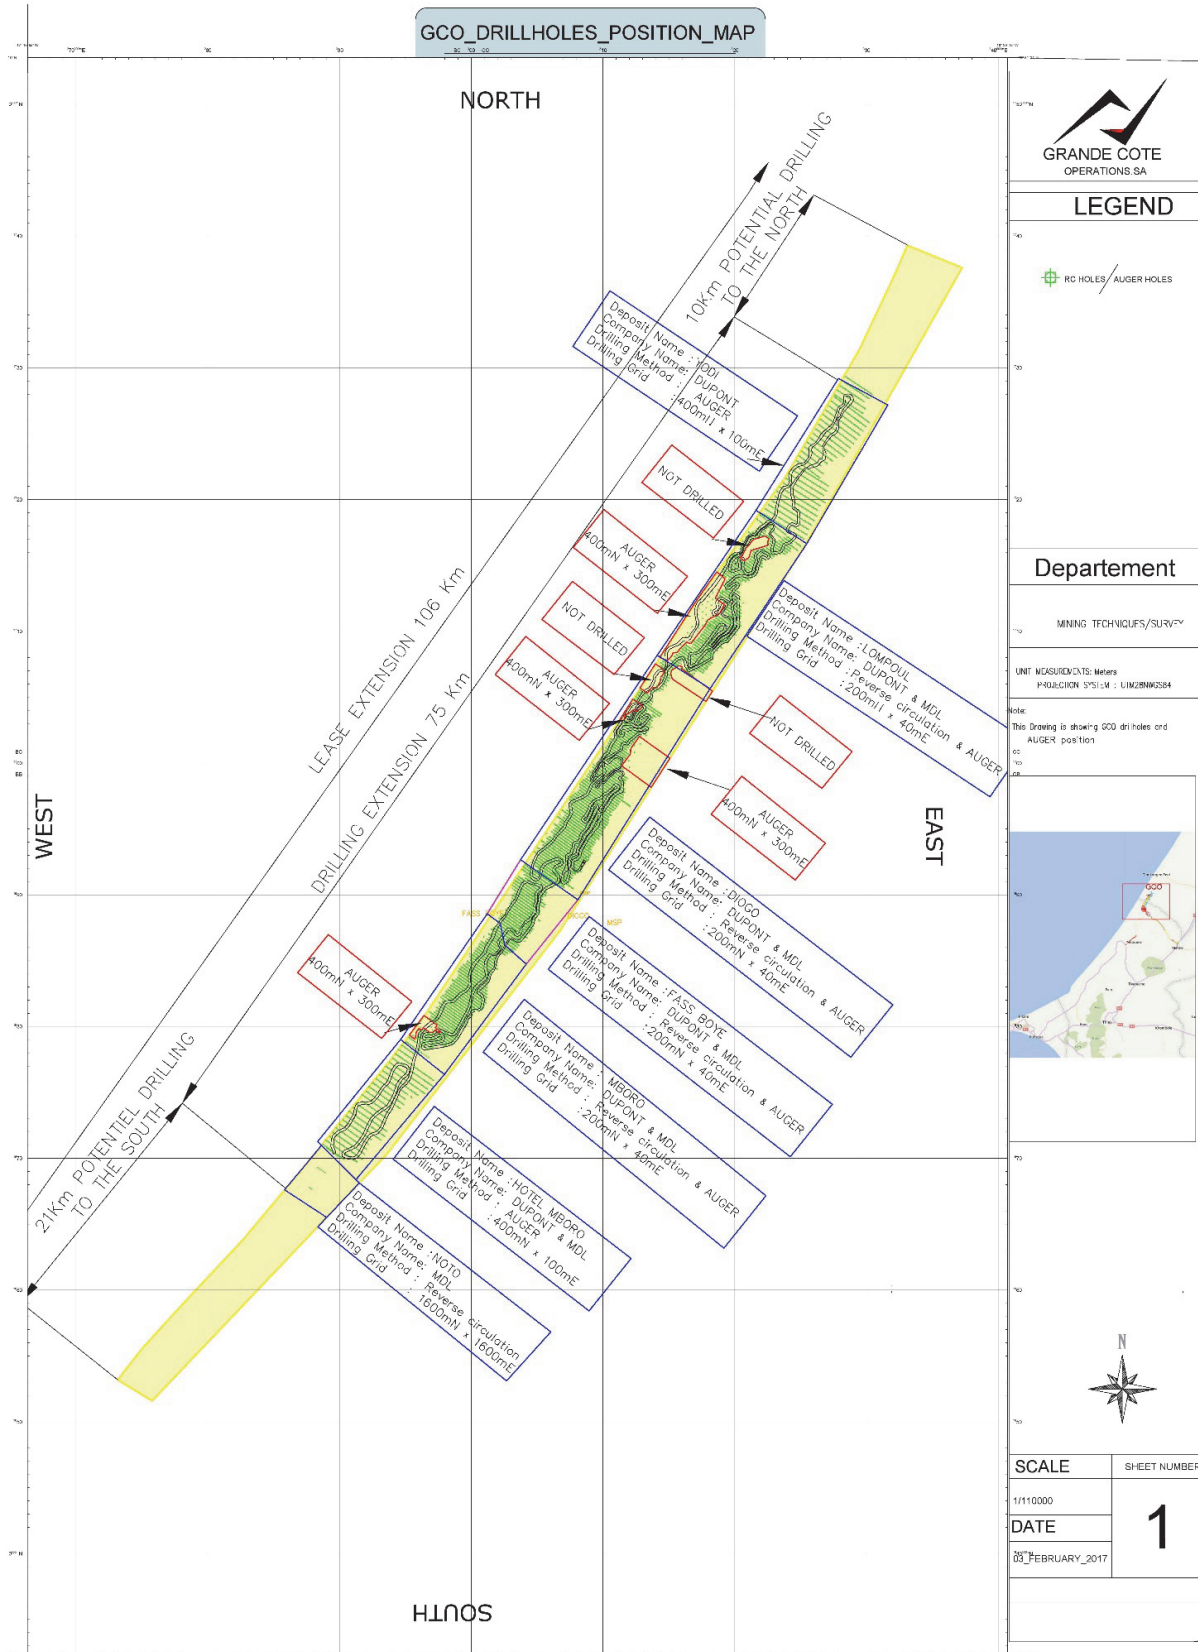 GCO_DRILLHOLES_POSITION_MAP
NORTH
GRANDE COTE
OPERATIONS.SA
LEGEND
RC HOLES/AUGER HOLES
10Km POTENTIAL DRILLING
TO THE NORTH
Deposit Name : YODI
Company Name: DUPONT
Drilling Method : AUGER
Drilling Grid : 400mN x 100mE
NOT DRILLED
AUGER
400mN x 300mE
NOT DRILLED
AUGER
400mN x 300mE
LEASE EXTENSION 106 Km
DRILLING EXTENSION 75 Km
Departement
MINING TECHNIQUES/SURVEY
UNIT MEASUREMENTS: Meters
PROJECTION SYSTEM : UTM28NWGS84
Note:
This Drawing is showing GCO drillholes and
AUGER position
Deposit Name : LOMPOUL
Company Name: DUPONT & MDL
Drilling Method : Reverse circulation & AUGER
Drilling Grid : 200mN x 40mE
NOT DRILLED
AUGER
400mN x 300mE
WEST
EAST
Deposit Name : DIOGO
Company Name: DUPONT & MDL
Drilling Method : Reverse circulation & AUGER
Drilling Grid : 200mN x 40mE
FASS
MSP
GCO
Deposit Name : FASS BOYE
Company Name: DUPONT & MDL
Drilling Method : Reverse circulation & AUGER
Drilling Grid : 200mN x 40mE
AUGER
400mN x 300mE
Deposit Name : MBORO
Company Name: DUPONT & MDL
Drilling Method : Reverse circulation & AUGER
Drilling Grid : 200mN x 40mE
21Km POTENTIEL DRILLING
TO THE SOUTH
Deposit Name : HOTEL MBORO
Company Name: DUPONT & MDL
Drilling Method : AUGER
Drilling Grid : 400mN x 100mE
Deposit Name : NOTO
Company Name: MDL
Drilling Method : Reverse circulation
Drilling Grid : 1600mN x 1600mE
N
SCALE
SHEET NUMBER
1/110000
1
DATE
03_FEBRUARY_2017
SOUTH